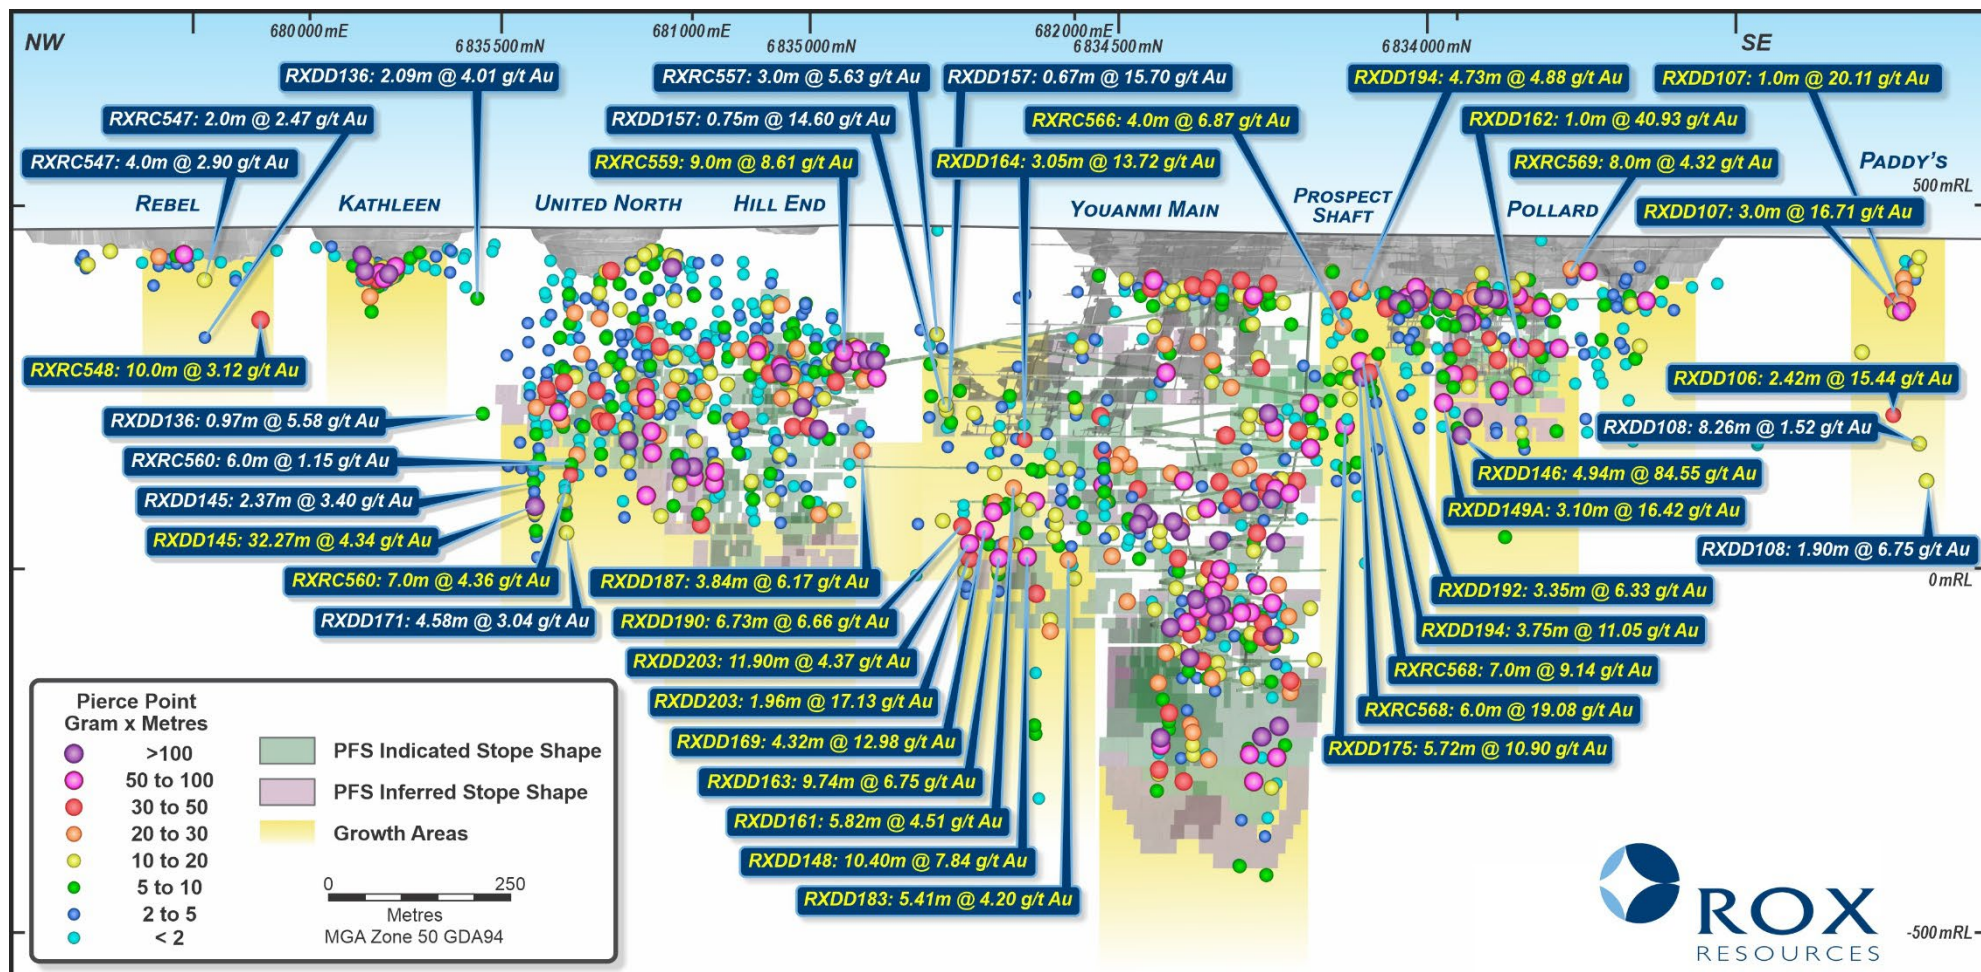 NW
680 000 mE
6 835 500 mN
681 000 mE
6 835 000 mN
682 000 mE
6 834 500 mN
6 834 000 mN
SE
RXDD136: 2.09m @ 4.01 g/t Au
RXRC557: 3.0m @ 5.63 g/t Au
RXDD157: 0.67m @ 15.70 g/t Au
RXDD194: 4.73m @ 4.88 g/t Au
RXDD107: 1.0m @ 20.11 g/t Au
RXRC547: 2.0m @ 2.47 g/t Au
RXDD157: 0.75m @ 14.60 g/t Au
RXRC566: 4.0m @ 6.87 g/t Au
RXDD162: 1.0m @ 40.93 g/t Au
RXRC547: 4.0m @ 2.90 g/t Au
RXRC559: 9.0m @ 8.61 g/t Au
RXDD164: 3.05m @ 13.72 g/t Au
RXRC569: 8.0m @ 4.32 g/t Au
PADDY'S
500 mRL
REBEL
KATHLEEN
UNITED NORTH
HILL END
YOUANMI MAIN
PROSPECT
SHAFT
POLLARD
RXDD107: 3.0m @ 16.71 g/t Au
RXRC548: 10.0m @ 3.12 g/t Au
RXDD106: 2.42m @ 15.44 g/t Au
RXDD136: 0.97m @ 5.58 g/t Au
RXDD108: 8.26m @ 1.52 g/t Au
RXRC560: 6.0m @ 1.15 g/t Au
RXDD146: 4.94m @ 84.55 g/t Au
RXDD145: 2.37m @ 3.40 g/t Au
RXDD149A: 3.10m @ 16.42 g/t Au
RXDD145: 32.27m @ 4.34 g/t Au
RXDD108: 1.90m @ 6.75 g/t Au
0 mRL
RXRC560: 7.0m @ 4.36 g/t Au
RXDD187: 3.84m @ 6.17 g/t Au
RXDD192: 3.35m @ 6.33 g/t Au
RXDD171: 4.58m @ 3.04 g/t Au
RXDD190: 6.73m @ 6.66 g/t Au
RXDD194: 3.75m @ 11.05 g/t Au
RXDD203: 11.90m @ 4.37 g/t Au
RXRC568: 7.0m @ 9.14 g/t Au
RXDD203: 1.96m @ 17.13 g/t Au
RXRC568: 6.0m @ 19.08 g/t Au
RXDD169: 4.32m @ 12.98 g/t Au
RXDD175: 5.72m @ 10.90 g/t Au
RXDD163: 9.74m @ 6.75 g/t Au
RXDD161: 5.82m @ 4.51 g/t Au
RXDD148: 10.40m @ 7.84 g/t Au
RXDD183: 5.41m @ 4.20 g/t Au
Pierce Point
Gram x Metres
>100
50 to 100
30 to 50
20 to 30
10 to 20
5 to 10
2 to 5
< 2
PFS Indicated Stope Shape
PFS Inferred Stope Shape
Growth Areas
0 250
Metres
MGA Zone 50 GDA94
ROX
RESOURCES
-500 mRL